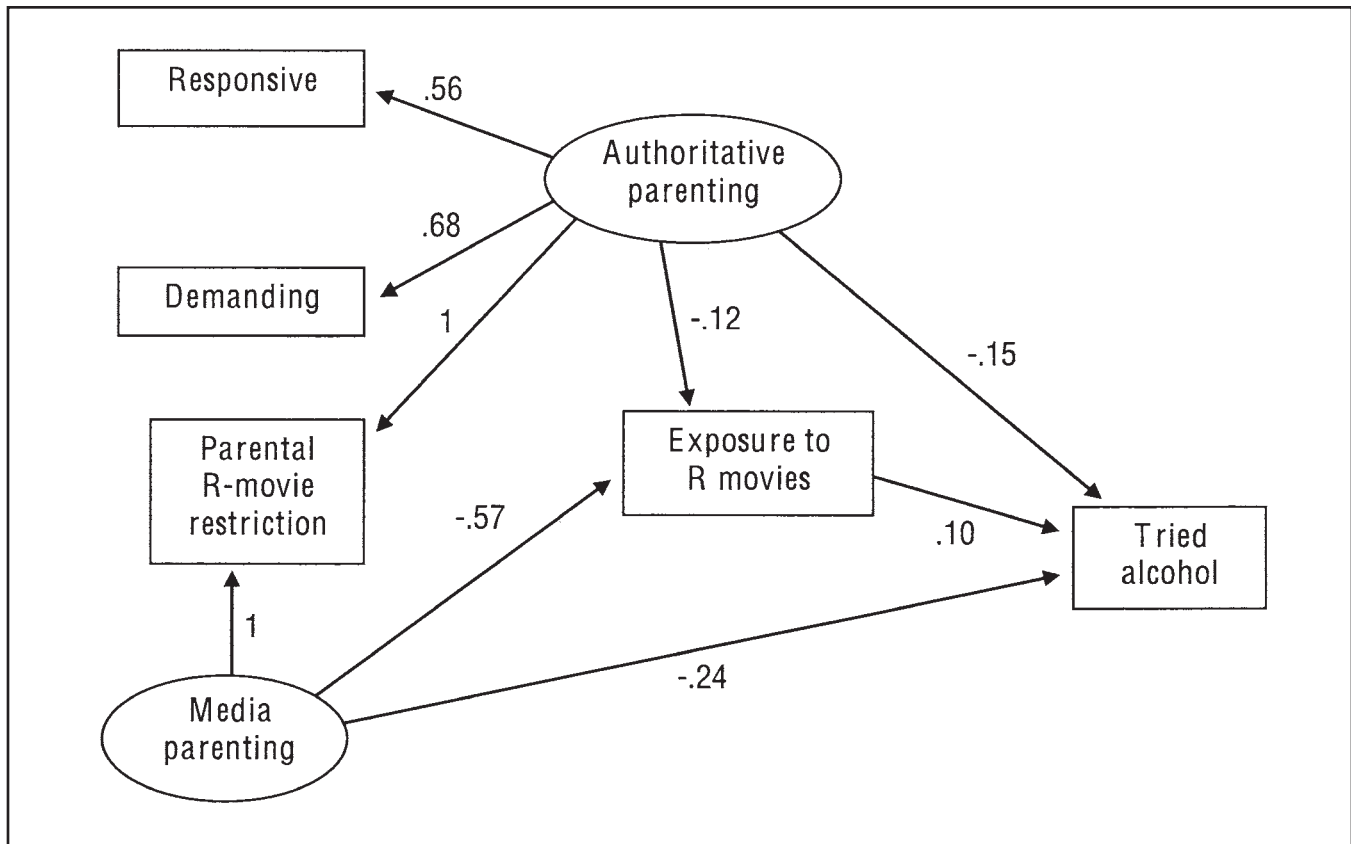 Responsive
.56
Authoritative
parenting
.68
Demanding
1
-.12
-.15
Parental
R-movie
restriction
Exposure to
R movies
-.57
.10
Tried
alcohol
1
-.24
Media
parenting